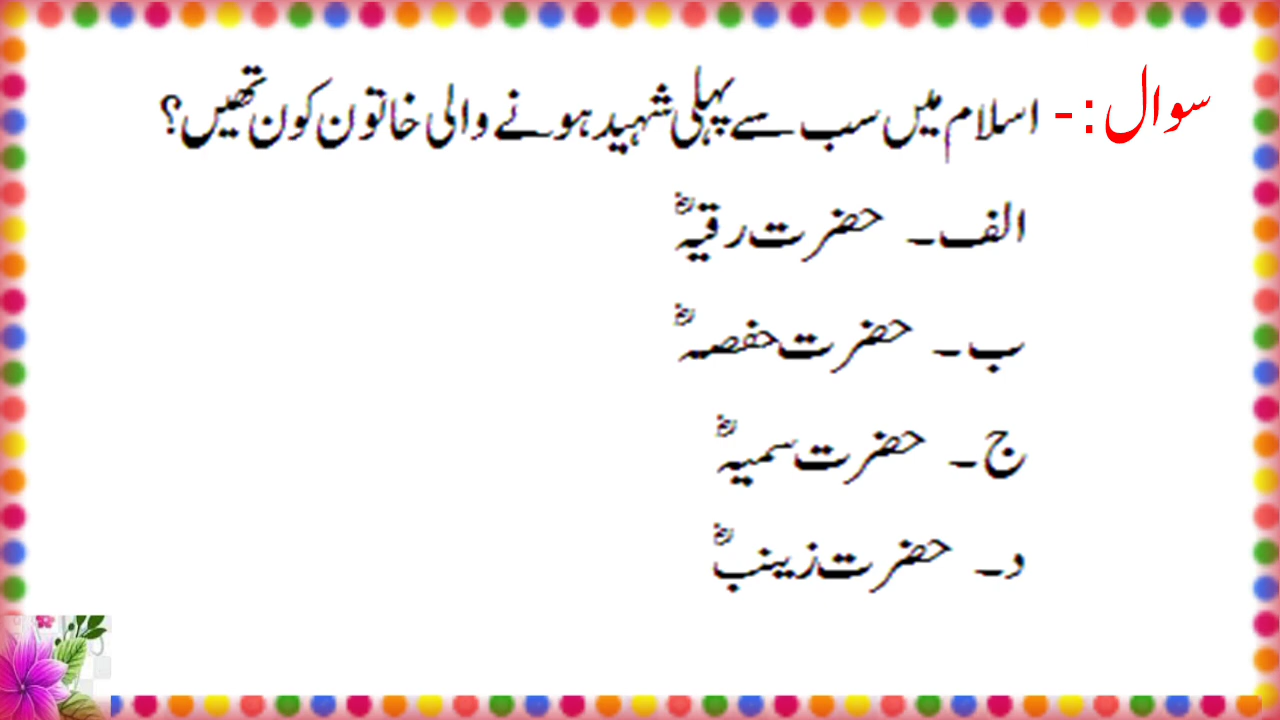 سوال :- اسلام میں سب سے پہلی شہید ہونے والی خاتون کون تھیں؟
الف۔ حضرت رقیہؓ
ب۔ حضرت حفصہؓ
ج۔ حضرت سمیہؓ
د۔ حضرت زینبؓ